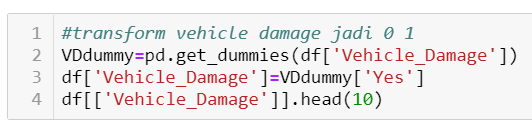 1 #transform vehicle damage jadi 0 1
2 VDdummy=pd.get_dummies(df['Vehicle_Damage'])
3 df['Vehicle_Damage']=VDdummy['Yes']
4 df[['Vehicle_Damage']].head(10)